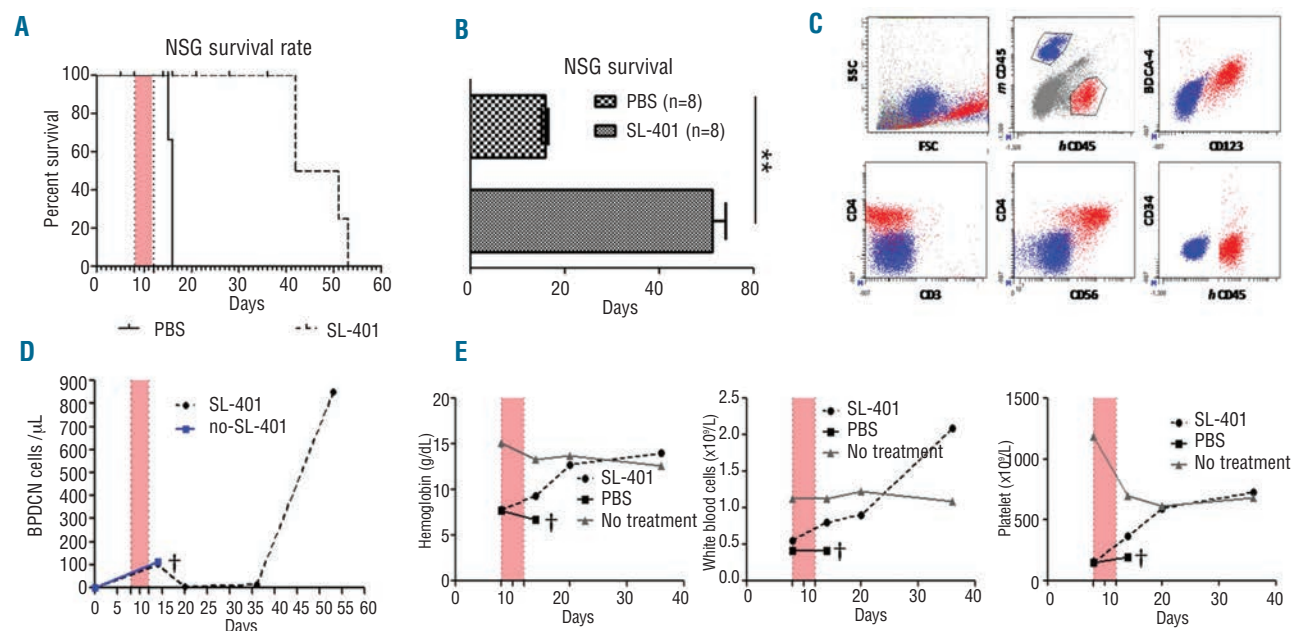 A
NSG survival rate
Percent survival
100
80
60
40
20
0
0 10 20 30 40 50 60
Days
PBS
SL-401
B
NSG survival
PBS (n=8)
SL-401 (n=8)
**
0 40 60 80
Days
C
SSC
FSC
m CD45
h CD45
BDCA-4
CD123
CD4
CD3
CD4
CD56
CD34
h CD45
D
BPDCN cells /μL
900
800
700
600
500
400
300
200
100
0
SL-401
no-SL-401
†
0 5 8 10 13 15 20 25 30 35 38 40 43 45 50 55 60
Days
E
Hemoglobin (g/dL)
20
15
10
5
0
SL-401
PBS
No treatment
†
0 10 20 30 40
Days
White blood cells (x10⁹/L)
2.5
2.0
1.5
1.0
0.5
0.0
SL-401
PBS
No treatment
†
0 10 20 30 40
Days
Platelet (x10⁹/L)
1500
1000
500
0
SL-401
PBS
No treatment
†
0 10 20 30 40
Days